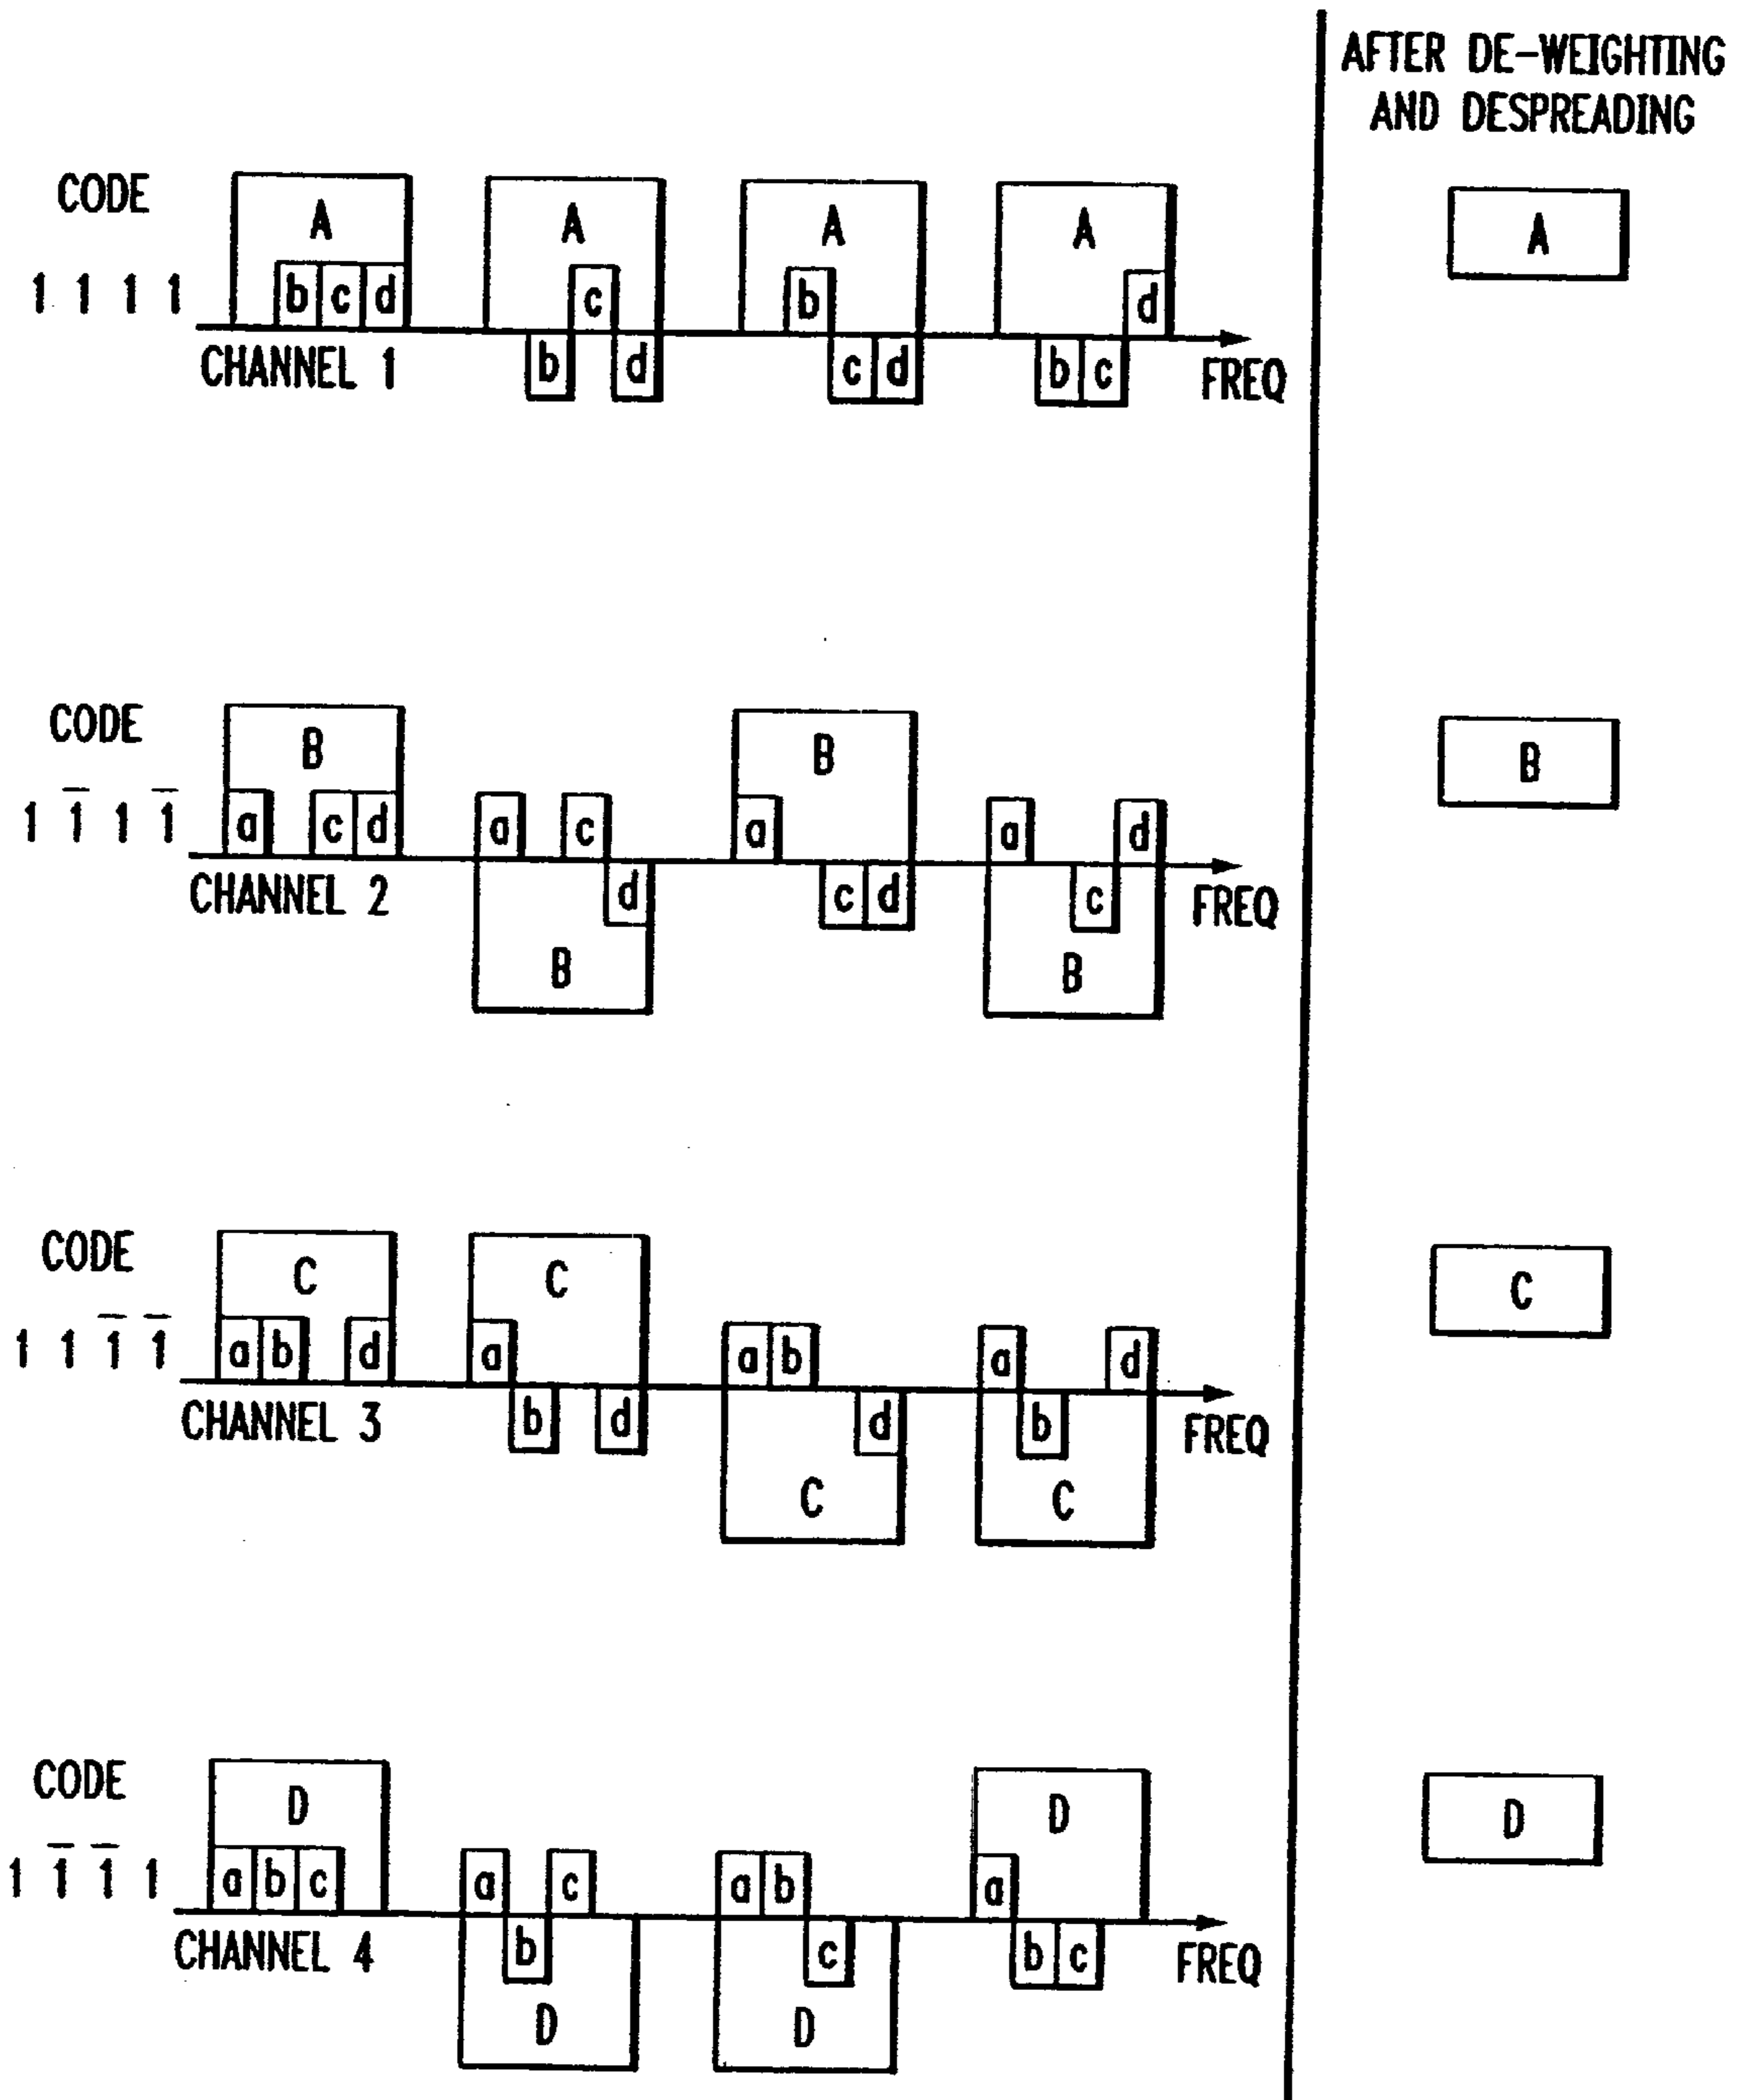 AFTER DE-WEIGHTING
AND DESPREADING
CODE
A A A A
A
1 1 1 1
b c d c b d
CHANNEL 1
b d c d b c
FREQ
CODE
B B
B
1 1̅ 1 1̅
a c d a c a a d
CHANNEL 2
d c d c
FREQ
B B
CODE
C C
C
1 1 1̅ 1̅
a b d a a b a d
CHANNEL 3
b d d b
FREQ
C C
CODE
D D
D
1 1̅ 1̅ 1
a b c a c a b a
CHANNEL 4
b c b c
FREQ
D D